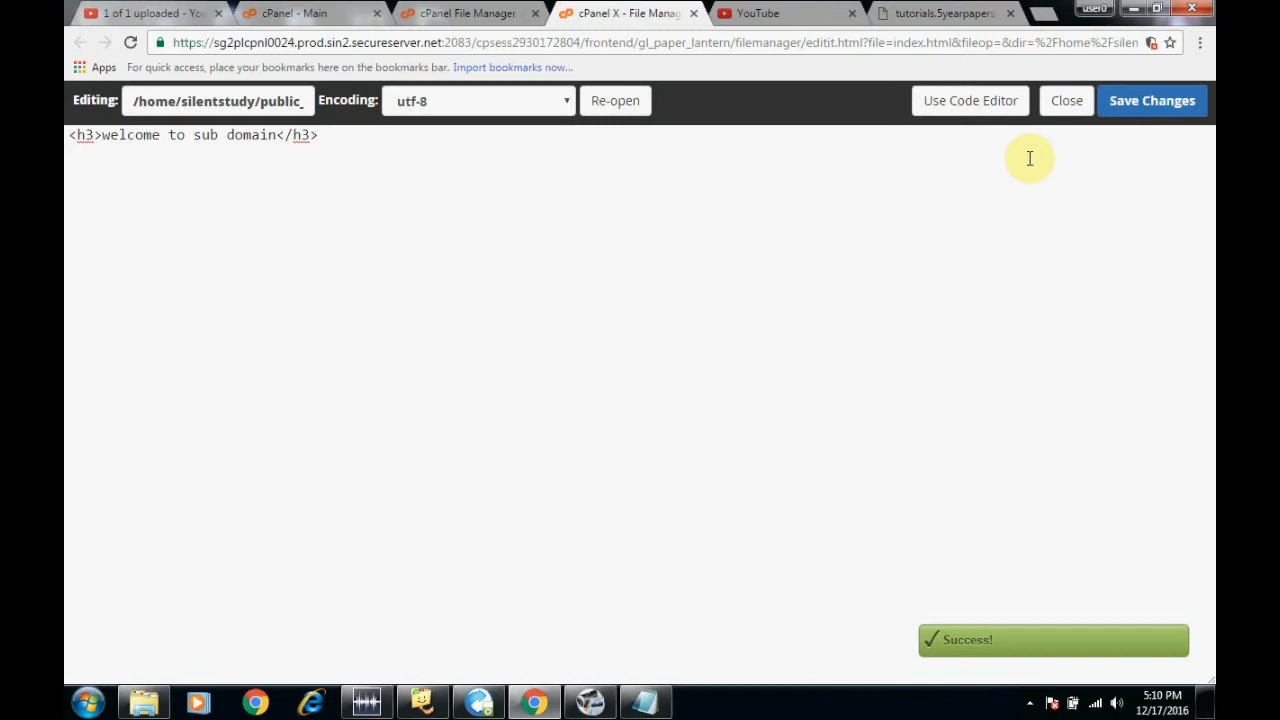 1 of 1 uploaded - You
cPanel - Main
cPanel File Manager
cPanel X - File Manag
YouTube
tutorials.5yearpapers
user0
https://sg2plcpnl0024.prod.sin2.secureserver.net:2083/cpsess2930172804/frontend/gl_paper_lantern/filemanager/editit.html?file=index.html&fileop=&dir=%2Fhome%2Fsilen
Apps For quick access, place your bookmarks here on the bookmarks bar. Import bookmarks now...
Editing: /home/silentstudy/public_ Encoding: utf-8 Re-open Use Code Editor Close Save Changes
<h3>welcome to sub domain</h3>
Success!
5:10 PM
12/17/2016